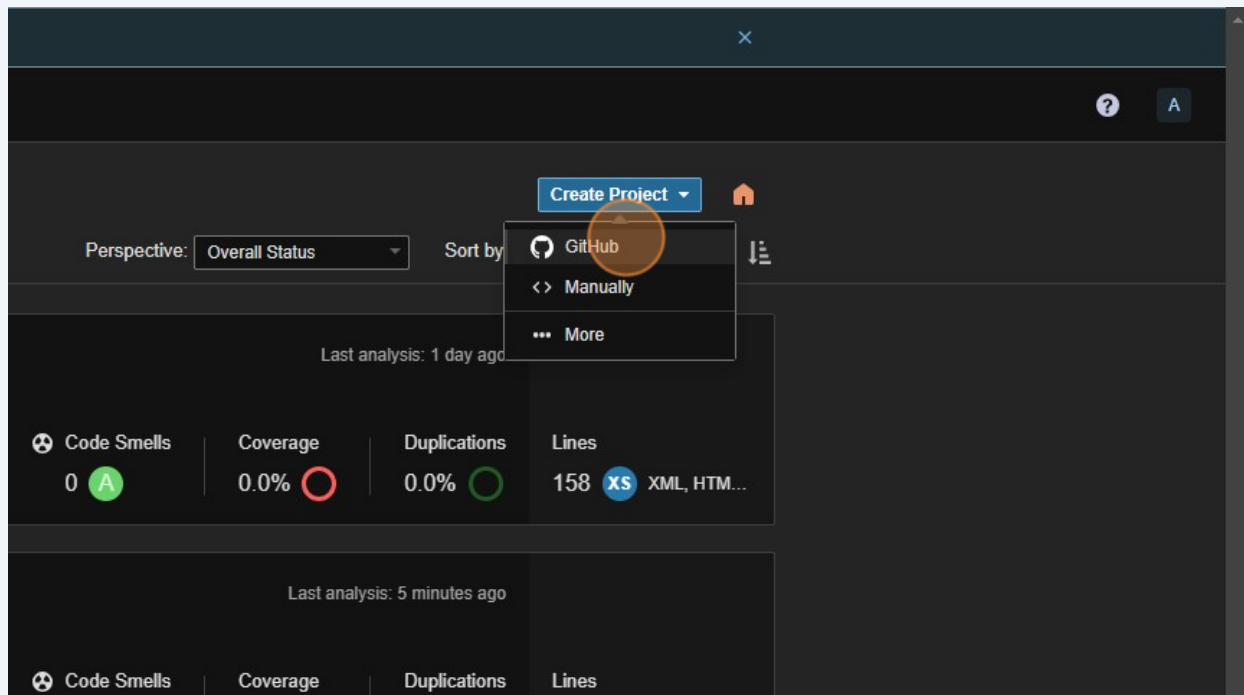 A
Create Project
Perspective: Overall Status Sort by
GitHub
Manually
More
Last analysis: 1 day ago
Code Smells Coverage Duplications Lines
0 A 0.0% 0.0% 158 XS XML, HTM...
Last analysis: 5 minutes ago
Code Smells Coverage Duplications Lines